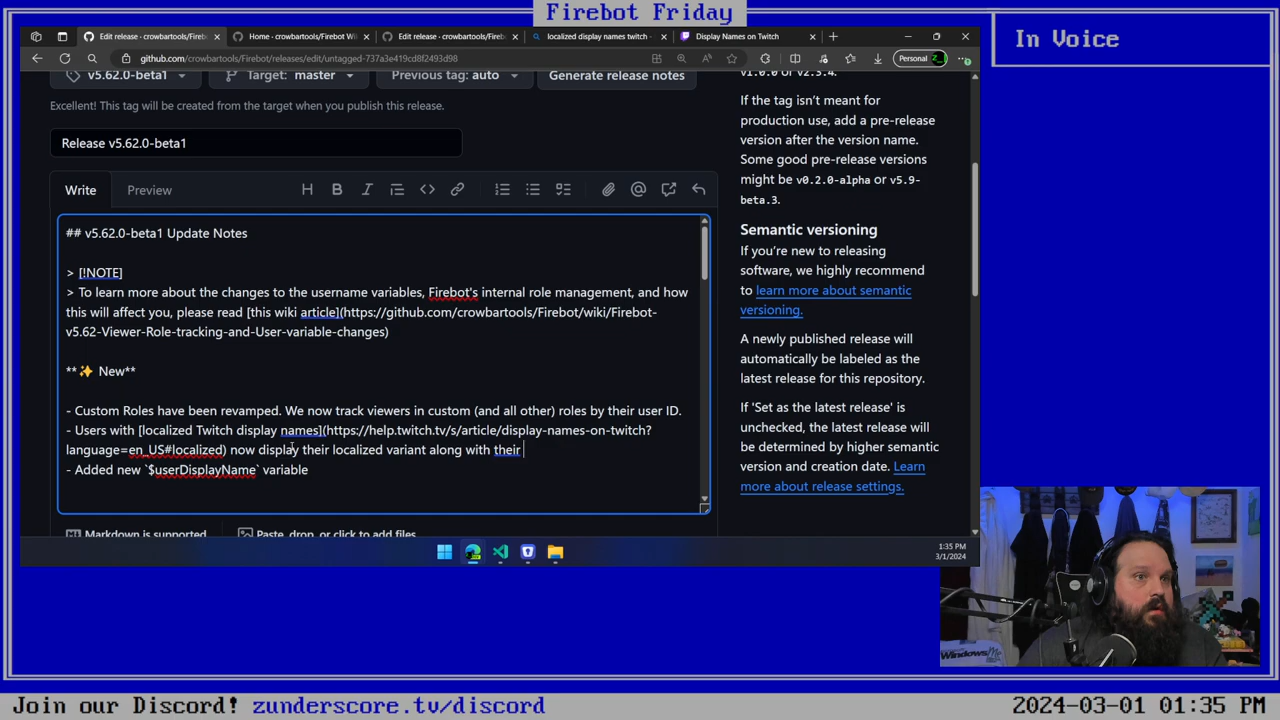 Firebot Friday
In Voice
Edit release - crowbartools/Fireb
Home - crowbartools/Firebot Wi
Edit release - crowbartools/Fireb
localized display names twitch -
Display Names on Twitch
github.com/crowbartools/Firebot/releases/edit/untagged-737a3e419cd8f2493d98
Personal
v5.62.0-beta1
Target: master
Previous tag: auto
Generate release notes
Excellent! This tag will be created from the target when you publish this release.
Release v5.62.0-beta1
Write
Preview
## v5.62.0-beta1 Update Notes
> [!NOTE]
> To learn more about the changes to the username variables, Firebot's internal role management, and how
this will affect you, please read [this wiki article](https://github.com/crowbartools/Firebot/wiki/Firebot-
v5.62-Viewer-Role-tracking-and-User-variable-changes)
**✨ New**
- Custom Roles have been revamped. We now track viewers in custom (and all other) roles by their user ID.
- Users with [localized Twitch display names](https://help.twitch.tv/s/article/display-names-on-twitch?
language=en_US#localized) now display their localized variant along with their
- Added new `$userDisplayName` variable
Markdown is supported
Paste, drop, or click to add files
v1.0.0 or v2.3.4.
If the tag isn't meant for
production use, add a pre-release
version after the version name.
Some good pre-release versions
might be v0.2.0-alpha or v5.9-
beta.3.
Semantic versioning
If you're new to releasing
software, we highly recommend
to learn more about semantic
versioning.
A newly published release will
automatically be labeled as the
latest release for this repository.
If 'Set as the latest release' is
unchecked, the latest release will
be determined by higher semantic
version and creation date. Learn
more about release settings.
1:35 PM
3/1/2024
Join our Discord! zunderscore.tv/discord
2024-03-01 01:35 PM